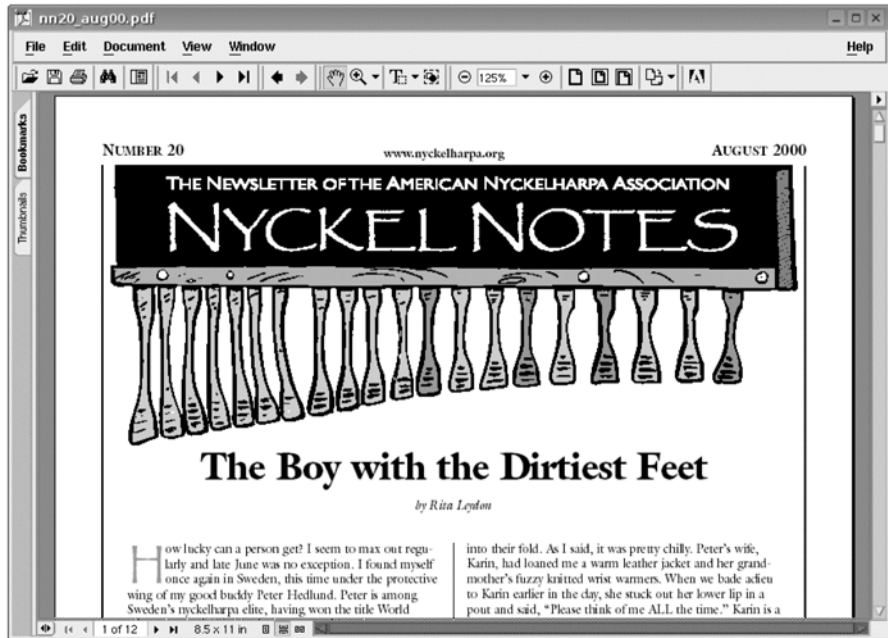 nn20_aug00.pdf
File Edit Document View Window Help
125%
Bookmarks
Thumbnails
NUMBER 20 www.nyckelharpa.org AUGUST 2000
THE NEWSLETTER OF THE AMERICAN NYCKELHARPA ASSOCIATION
NYCKEL NOTES
The Boy with the Dirtiest Feet
by Rita Leydon
How lucky can a person get? I seem to max out regu-
larly and late June was no exception. I found myself
once again in Sweden, this time under the protective
wing of my good buddy Peter Hedlund. Peter is among
Sweden's nyckelharpa elite, having won the title World
into their fold. As I said, it was pretty chilly. Peter's wife,
Karin, had loaned me a warm leather jacket and her grand-
mother's fuzzy knitted wrist warmers. When we bade adieu
to Karin earlier in the day, she stuck out her lower lip in a
pout and said, "Please think of me ALL the time." Karin is a
1 of 12 8.5 x 11 in